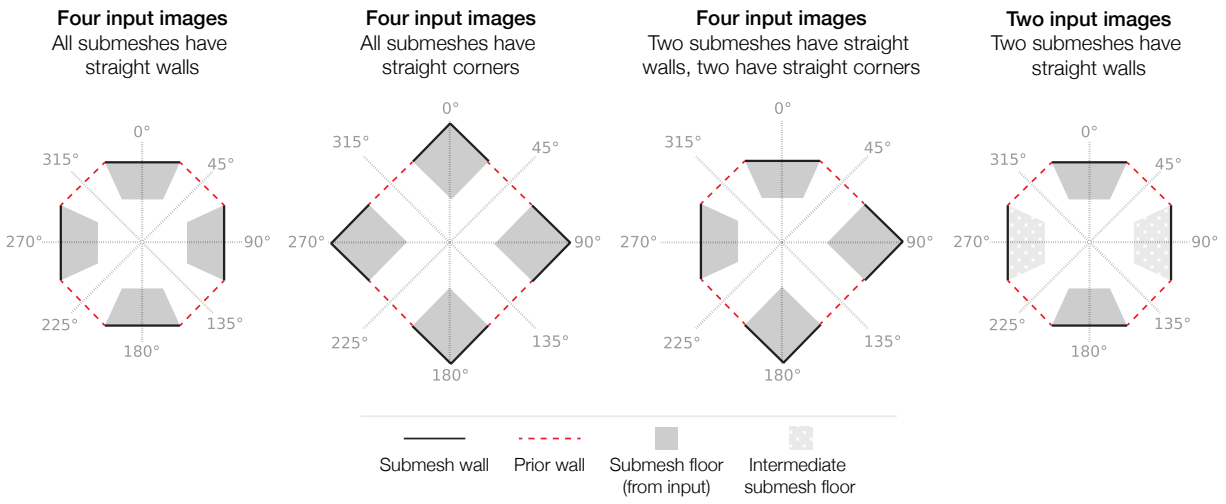 Four input images
All submeshes have
straight walls
0°
45°
90°
135°
180°
225°
270°
315°
Four input images
All submeshes have
straight corners
0°
45°
90°
135°
180°
225°
270°
315°
Four input images
Two submeshes have straight
walls, two have straight corners
0°
45°
90°
135°
180°
225°
270°
315°
Two input images
Two submeshes have
straight walls
0°
45°
90°
135°
180°
225°
270°
315°
Submesh wall
Prior wall
Submesh floor
(from input)
Intermediate
submesh floor